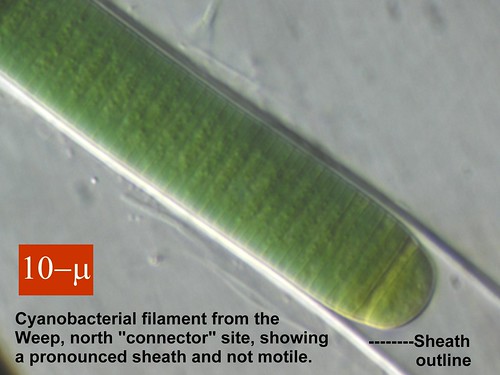 10–µ
Cyanobacterial filament from the
Weep, north "connector" site, showing
a pronounced sheath and not motile.
--------Sheath
outline